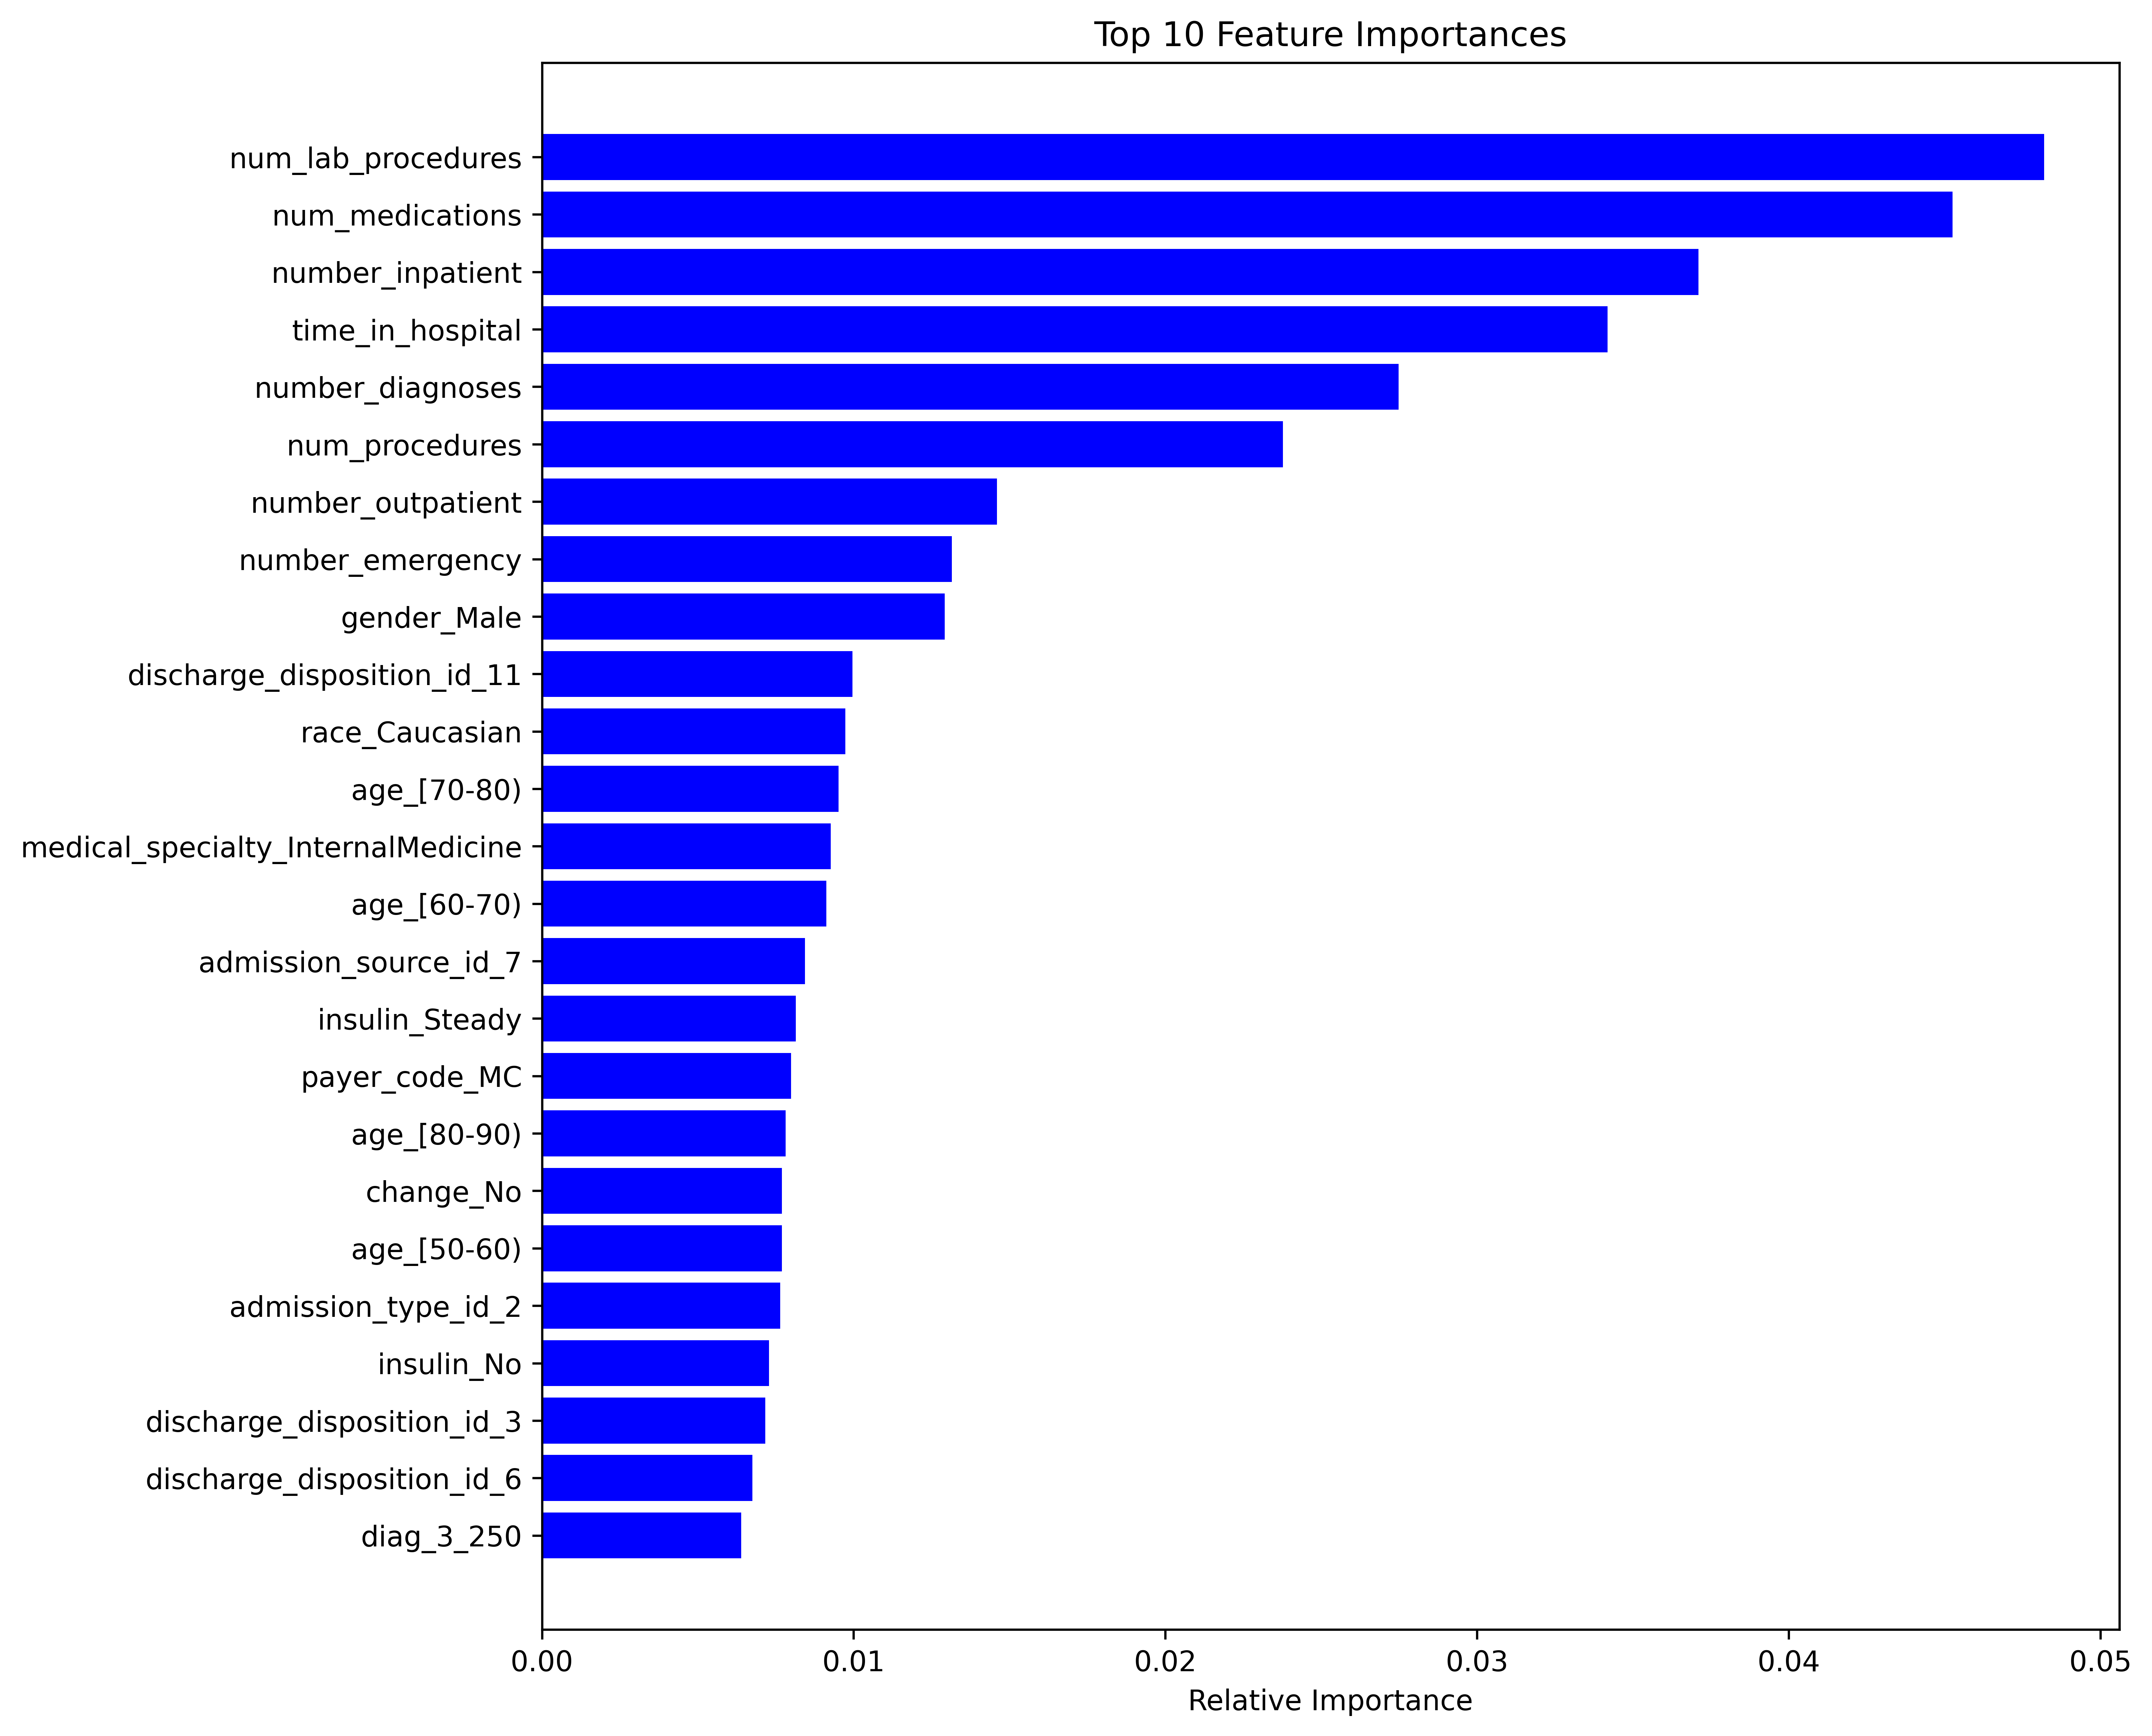 Top 10 Feature Importances
num_lab_procedures
num_medications
number_inpatient
time_in_hospital
number_diagnoses
num_procedures
number_outpatient
number_emergency
gender_Male
discharge_disposition_id_11
race_Caucasian
age_[70-80)
medical_specialty_InternalMedicine
age_[60-70)
admission_source_id_7
insulin_Steady
payer_code_MC
age_[80-90)
change_No
age_[50-60)
admission_type_id_2
insulin_No
discharge_disposition_id_3
discharge_disposition_id_6
diag_3_250
0.00 0.01 0.02 0.03 0.04 0.05
Relative Importance